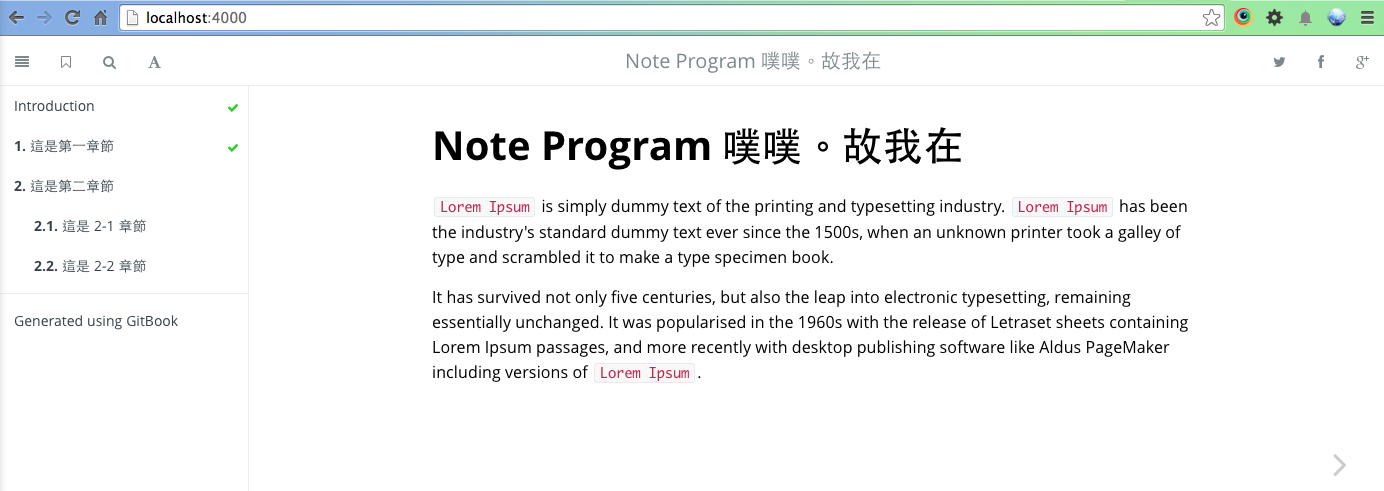 localhost:4000
A
Note Program 噗噗。故我在
f
g+
Introduction
1. 這是第一章節
2. 這是第二章節
2.1. 這是 2-1 章節
2.2. 這是 2-2 章節
Generated using GitBook
Note Program 噗噗。故我在
Lorem Ipsum is simply dummy text of the printing and typesetting industry. Lorem Ipsum has been
the industry's standard dummy text ever since the 1500s, when an unknown printer took a galley of
type and scrambled it to make a type specimen book.
It has survived not only five centuries, but also the leap into electronic typesetting, remaining
essentially unchanged. It was popularised in the 1960s with the release of Letraset sheets containing
Lorem Ipsum passages, and more recently with desktop publishing software like Aldus PageMaker
including versions of Lorem Ipsum .